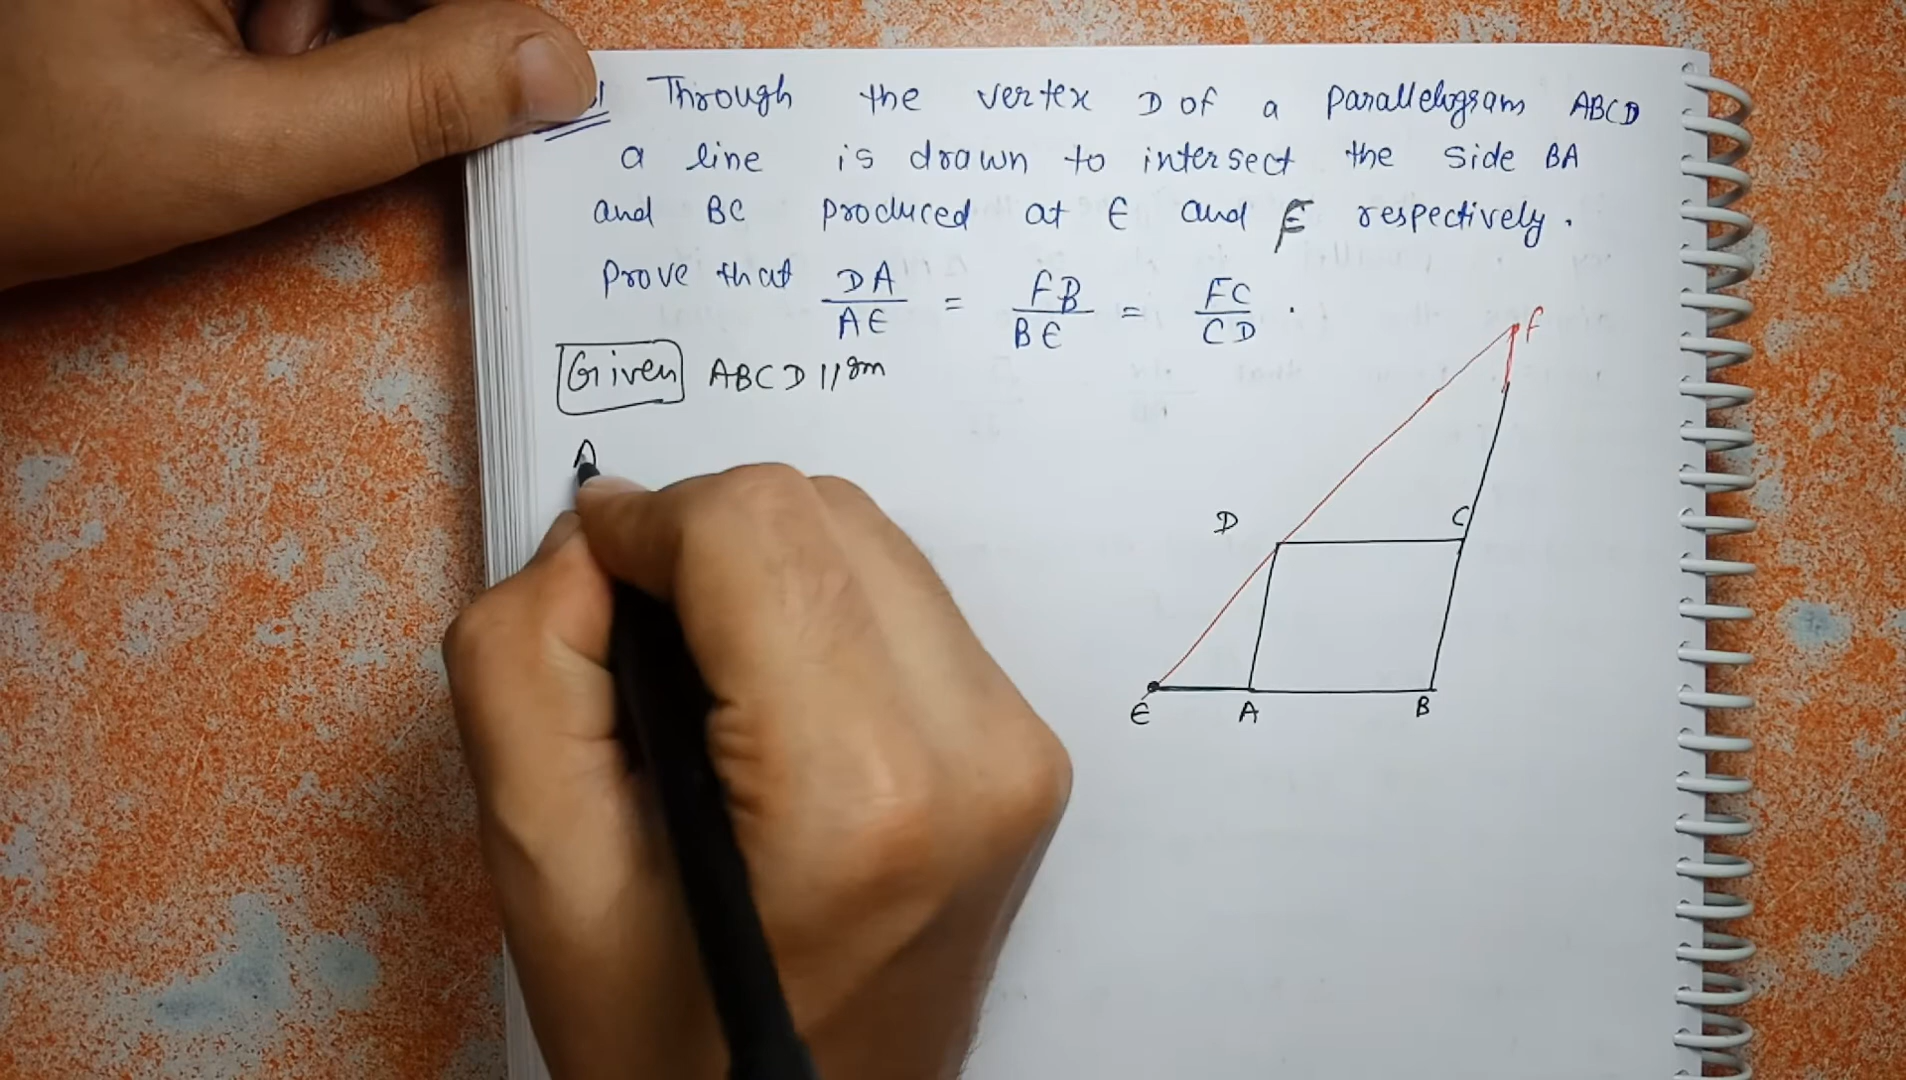 Through the vertex D of a parallelogram ABCD
a line is drawn to intersect the side BA
and BC produced at E and F respectively.
Prove that DA/AE = FB/BE = FC/CD .
Given ABCD ||gm
A
F
D
C
E
A
B